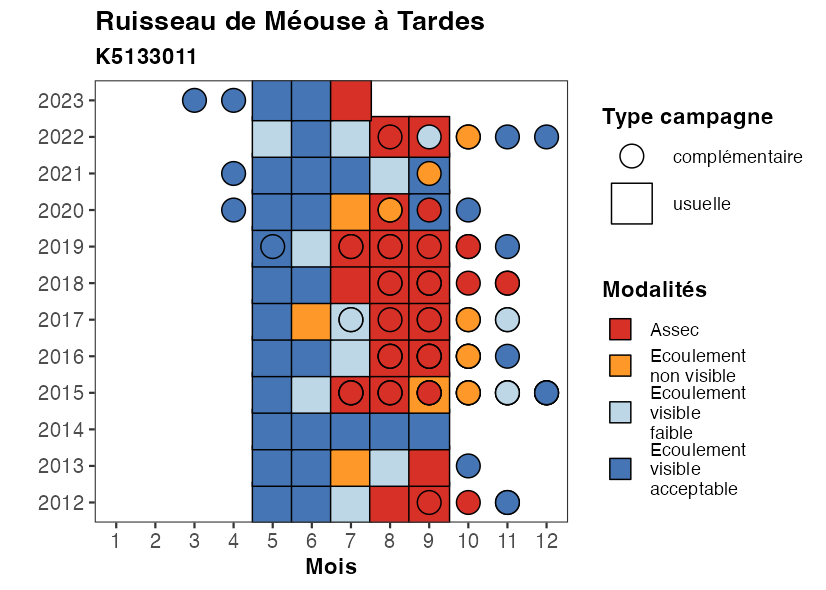 Ruisseau de Méouse à Tardes
K5133011
2023
2022
2021
2020
2019
2018
2017
2016
2015
2014
2013
2012
1 2 3 4 5 6 7 8 9 10 11 12
Mois
Type campagne
complémentaire
usuelle
Modalités
Assec
Ecoulement
non visible
Ecoulement
visible
faible
Ecoulement
visible
acceptable